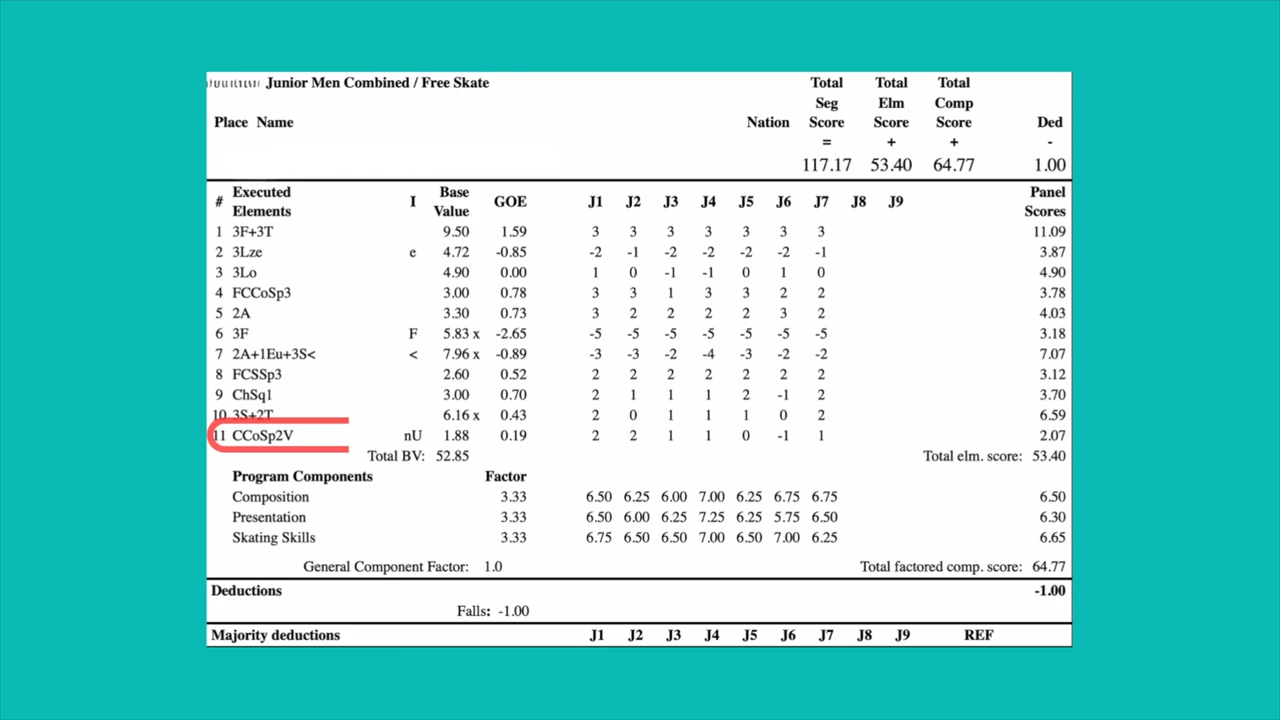 Junior Men Combined / Free Skate Total Total Total
Seg Elm Comp
Place Name Nation Score Score Score Ded
= + + -
117.17 53.40 64.77 1.00
# Executed Elements I Base Value GOE J1 J2 J3 J4 J5 J6 J7 J8 J9 Panel Scores
1 3F+3T 9.50 1.59 3 3 3 3 3 3 3 11.09
2 3Lze e 4.72 -0.85 -2 -1 -2 -2 -2 -2 -1 3.87
3 3Lo 4.90 0.00 1 0 -1 -1 0 1 0 4.90
4 FCCoSp3 3.00 0.78 3 3 1 3 3 2 2 3.78
5 2A 3.30 0.73 3 2 2 2 2 3 2 4.03
6 3F F 5.83 x -2.65 -5 -5 -5 -5 -5 -5 -5 3.18
7 2A+1Eu+3S< < 7.96 x -0.89 -3 -3 -2 -4 -3 -2 -2 7.07
8 FCSSp3 2.60 0.52 2 2 2 2 2 2 2 3.12
9 ChSq1 3.00 0.70 2 1 1 1 2 -1 2 3.70
10 3S+2T 6.16 x 0.43 2 0 1 1 1 0 2 6.59
11 CCoSp2V nU 1.88 0.19 2 2 1 1 0 -1 1 2.07
Total BV: 52.85 Total elm. score: 53.40
Program Components Factor
Composition 3.33 6.50 6.25 6.00 7.00 6.25 6.75 6.75 6.50
Presentation 3.33 6.50 6.00 6.25 7.25 6.25 5.75 6.50 6.30
Skating Skills 3.33 6.75 6.50 6.50 7.00 6.50 7.00 6.25 6.65
General Component Factor: 1.0 Total factored comp. score: 64.77
Deductions -1.00
Falls: -1.00
Majority deductions J1 J2 J3 J4 J5 J6 J7 J8 J9 REF